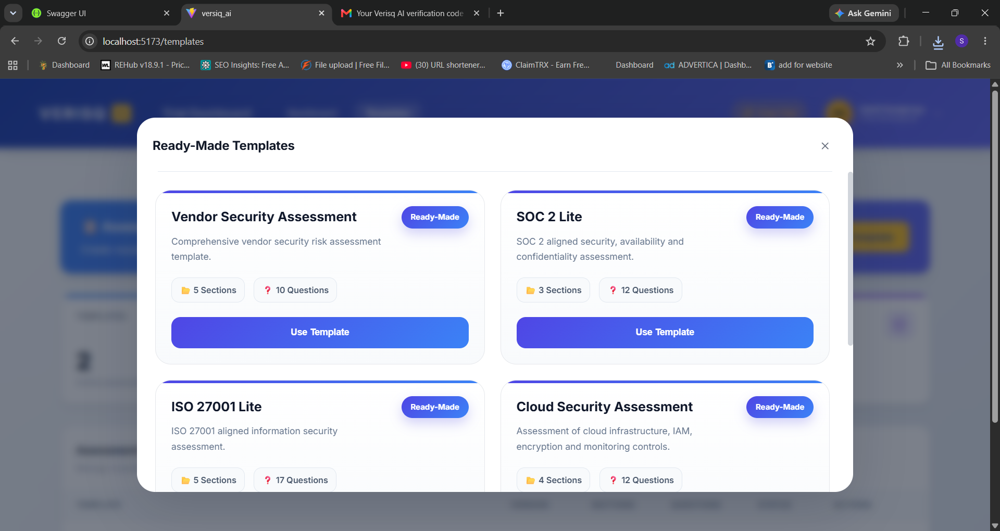 Swagger UI
versiq_ai
Your Verisq AI verification code
Ask Gemini
localhost:5173/templates
S
Dashboard
REHub v18.9.1 - Pric...
SEO Insights: Free A...
File upload | Free Fil...
(30) URL shortener...
ClaimTRX - Earn Fre...
Dashboard
ADVERTICA | Dashb...
add for website
All Bookmarks
VERISQ
Ready-Made Templates
Vendor Security Assessment
Ready-Made
Comprehensive vendor security risk assessment
template.
5 Sections
10 Questions
Use Template
SOC 2 Lite
Ready-Made
SOC 2 aligned security, availability and
confidentiality assessment.
3 Sections
12 Questions
Use Template
ISO 27001 Lite
Ready-Made
ISO 27001 aligned information security
assessment.
5 Sections
17 Questions
Cloud Security Assessment
Ready-Made
Assessment of cloud infrastructure, IAM,
encryption and monitoring controls.
4 Sections
12 Questions
2